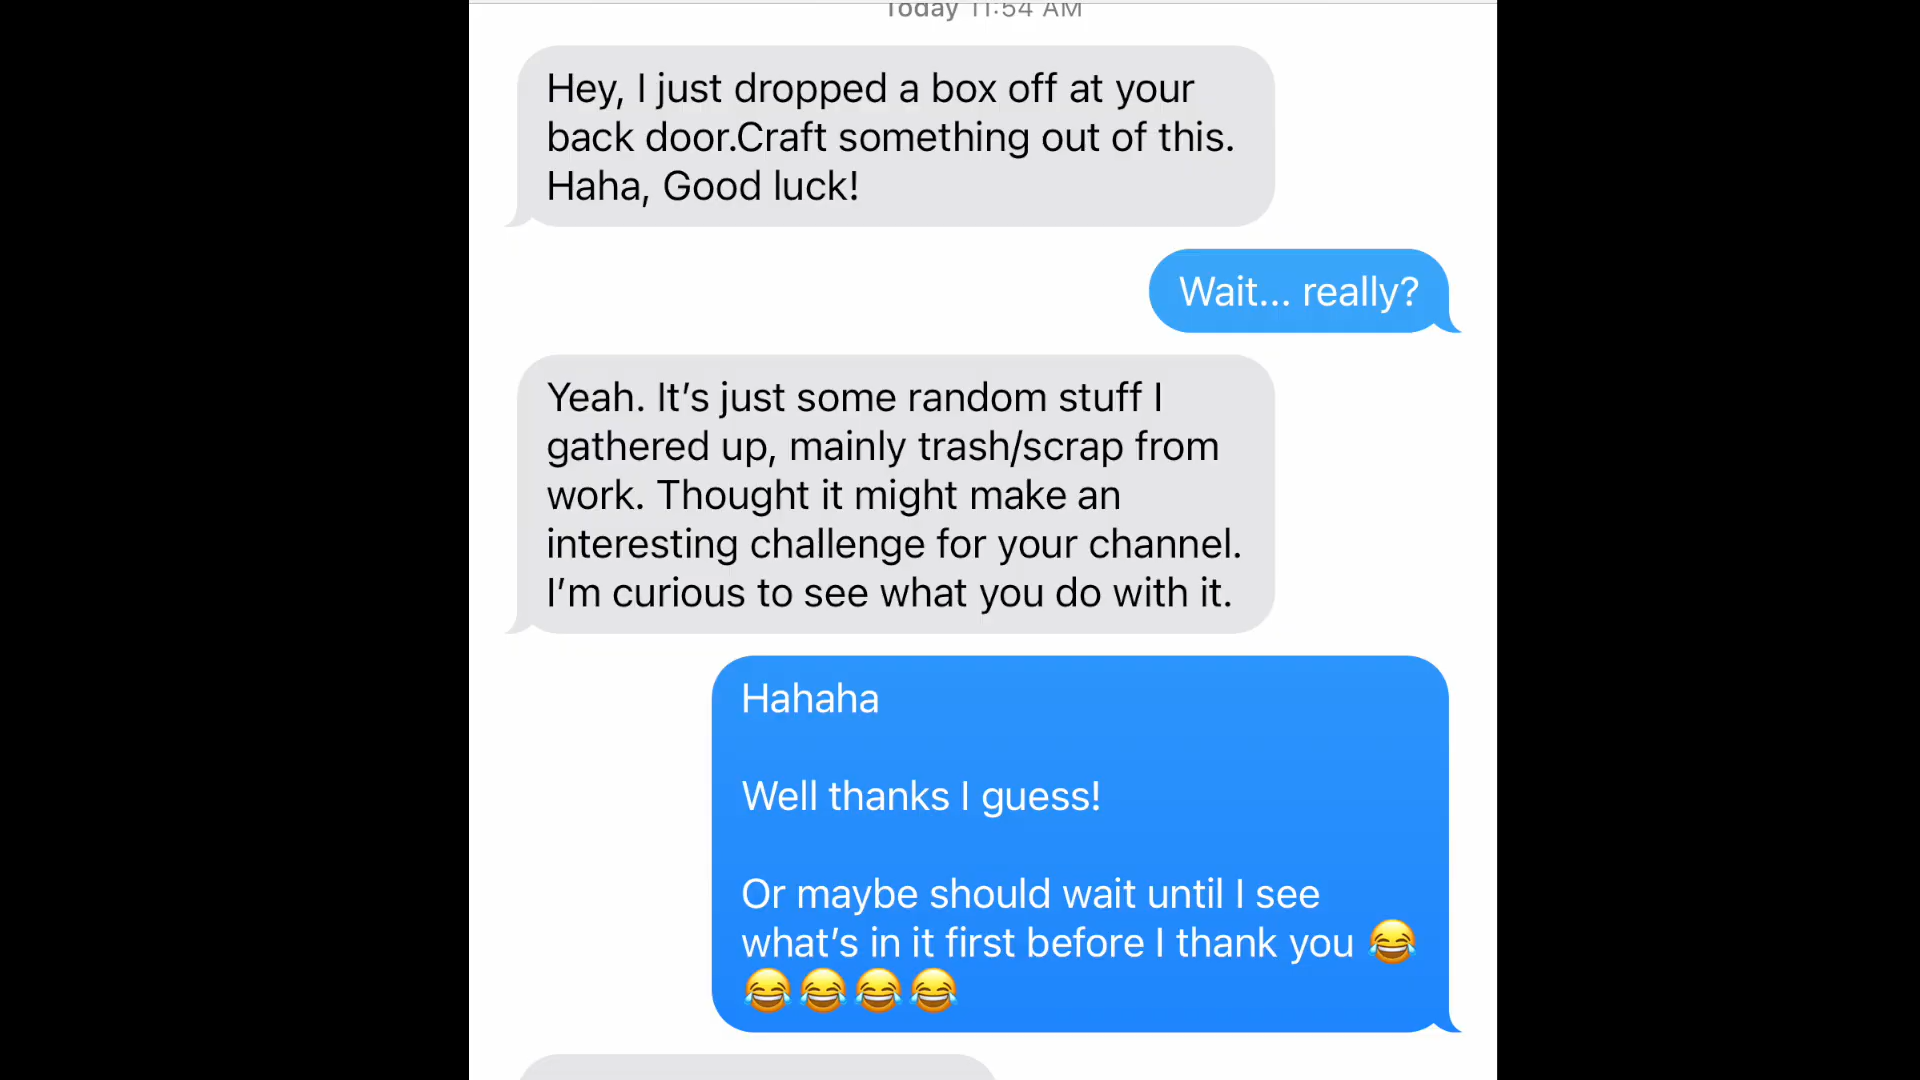 Today 11:54 AM
Hey, I just dropped a box off at your
back door.Craft something out of this.
Haha, Good luck!
Wait... really?
Yeah. It’s just some random stuff I
gathered up, mainly trash/scrap from
work. Thought it might make an
interesting challenge for your channel.
I’m curious to see what you do with it.
Hahaha
Well thanks I guess!
Or maybe should wait until I see
what’s in it first before I thank you 😂
😂😂😂😂